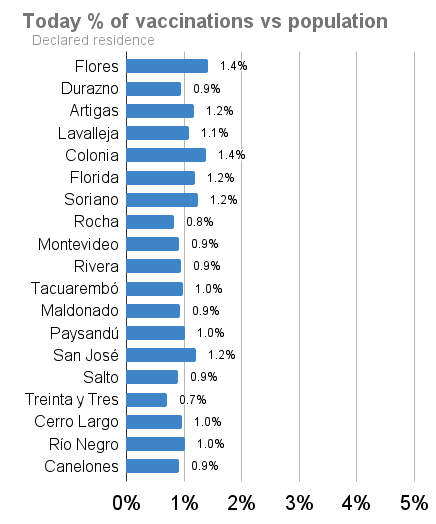 Today % of vaccinations vs population
Declared residence
Flores 1.4%
Durazno 0.9%
Artigas 1.2%
Lavalleja 1.1%
Colonia 1.4%
Florida 1.2%
Soriano 1.2%
Rocha 0.8%
Montevideo 0.9%
Rivera 0.9%
Tacuarembó 1.0%
Maldonado 0.9%
Paysandú 1.0%
San José 1.2%
Salto 0.9%
Treinta y Tres 0.7%
Cerro Largo 1.0%
Río Negro 1.0%
Canelones 0.9%
0% 1% 2% 3% 4% 5%